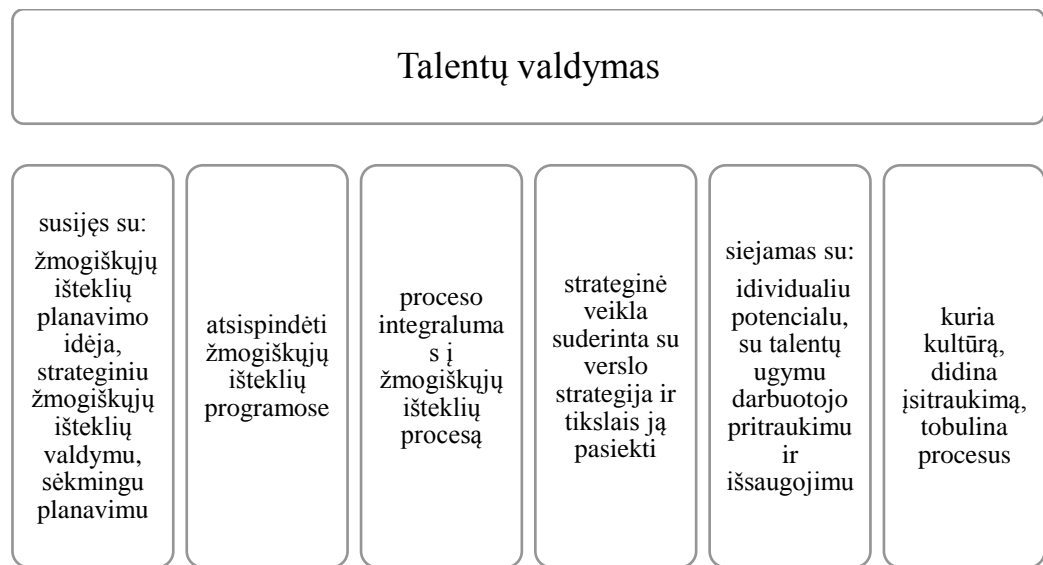 Talentų valdymas
susijęs su:
žmogiškųjų
išteklių
planavimo
idėja,
strateginiu
žmogiškųjų
išteklių
valdymu,
sėkmingu
planavimu
atsispindėti
žmogiškųjų
išteklių
programose
proceso
integraluma
s į
žmogiškųjų
išteklių
procesą
strateginė
veikla
suderinta su
verslo
strategija ir
tikslais ją
pasiekti
siejamas su:
idividualiu
potencialu,
su talentų
ugymu
darbuotojo
pritraukimu
ir
išsaugojimu
kuria
kultūrą,
didina
įsitraukimą,
tobulina
procesus